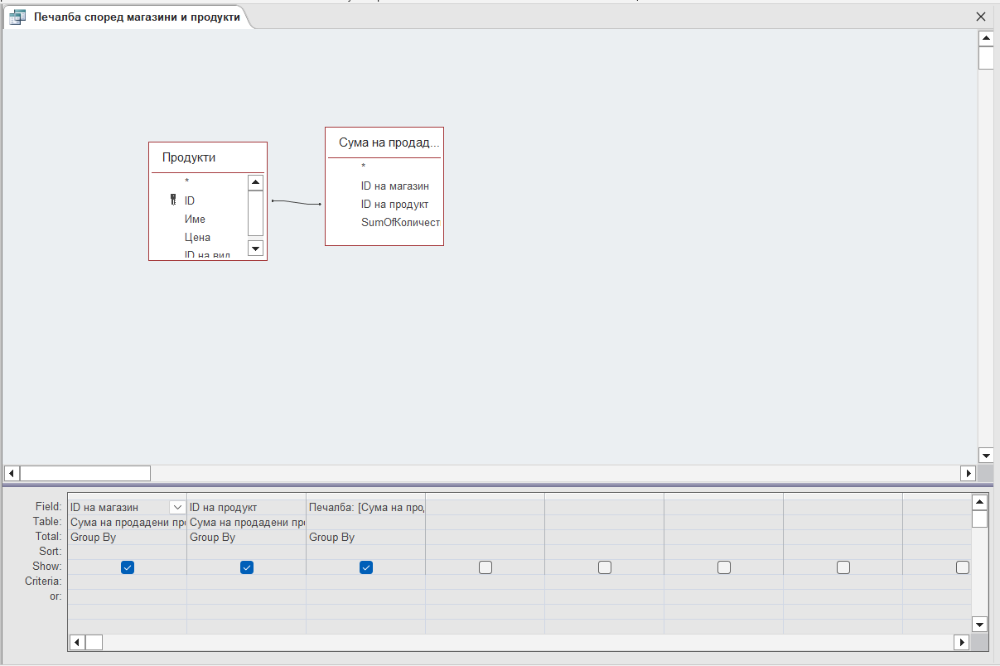 Печалба според магазини и продукти
Продукти
*
ID
Име
Цена
ID на вид
Сума на продад...
*
ID на магазин
ID на продукт
SumOfКоличест
Field: ID на магазин ID на продукт Печалба: [Сума на прод
Table: Сума на продадени про Сума на продадени про
Total: Group By Group By Group By
Sort:
Show:
Criteria:
or: